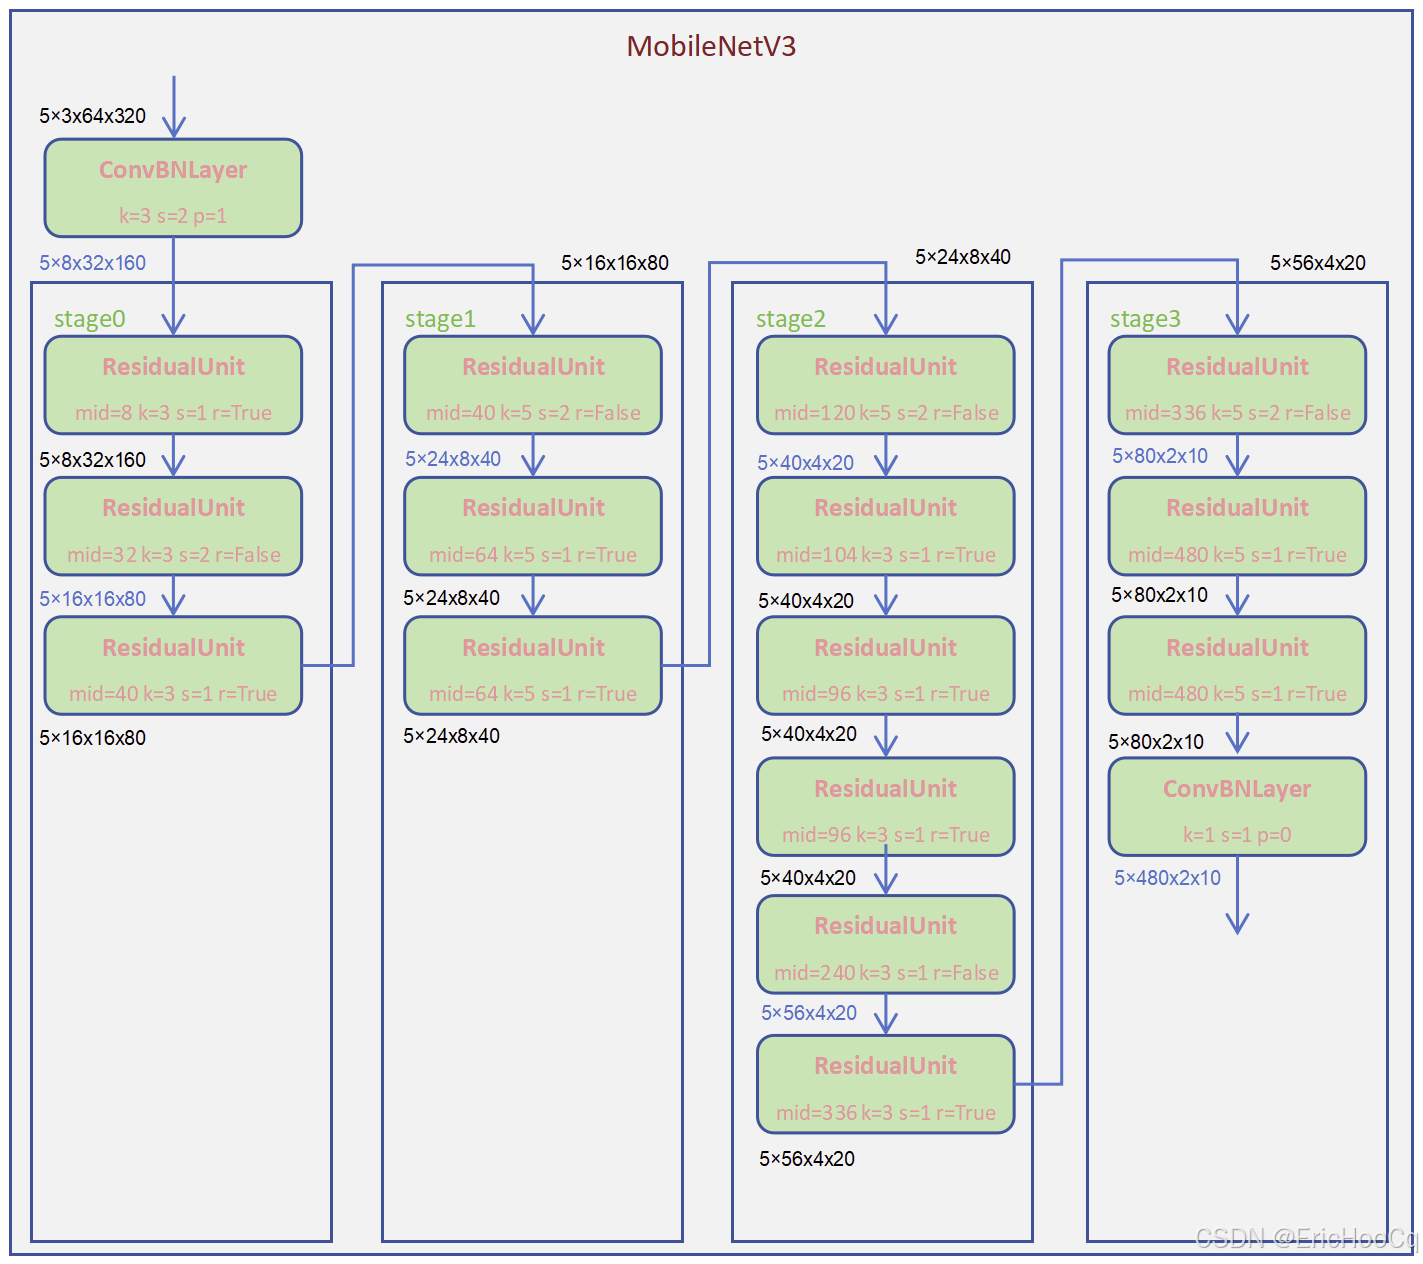 MobileNetV3
5×3x64x320
ConvBNLayer
k=3 s=2 p=1
5×8x32x160
stage0
ResidualUnit
mid=8 k=3 s=1 r=True
5×8x32x160
ResidualUnit
mid=32 k=3 s=2 r=False
5×16x16x80
ResidualUnit
mid=40 k=3 s=1 r=True
5×16x16x80
5×16x16x80
stage1
ResidualUnit
mid=40 k=5 s=2 r=False
5×24x8x40
ResidualUnit
mid=64 k=5 s=1 r=True
5×24x8x40
ResidualUnit
mid=64 k=5 s=1 r=True
5×24x8x40
5×24x8x40
stage2
ResidualUnit
mid=120 k=5 s=2 r=False
5×40x4x20
ResidualUnit
mid=104 k=3 s=1 r=True
5×40x4x20
ResidualUnit
mid=96 k=3 s=1 r=True
5×40x4x20
ResidualUnit
mid=96 k=3 s=1 r=True
5×40x4x20
ResidualUnit
mid=240 k=3 s=1 r=False
5×56x4x20
ResidualUnit
mid=336 k=3 s=1 r=True
5×56x4x20
5×56x4x20
stage3
ResidualUnit
mid=336 k=5 s=2 r=False
5×80x2x10
ResidualUnit
mid=480 k=5 s=1 r=True
5×80x2x10
ResidualUnit
mid=480 k=5 s=1 r=True
5×80x2x10
ConvBNLayer
k=1 s=1 p=0
5×480x2x10
CSDN @EricHooCq